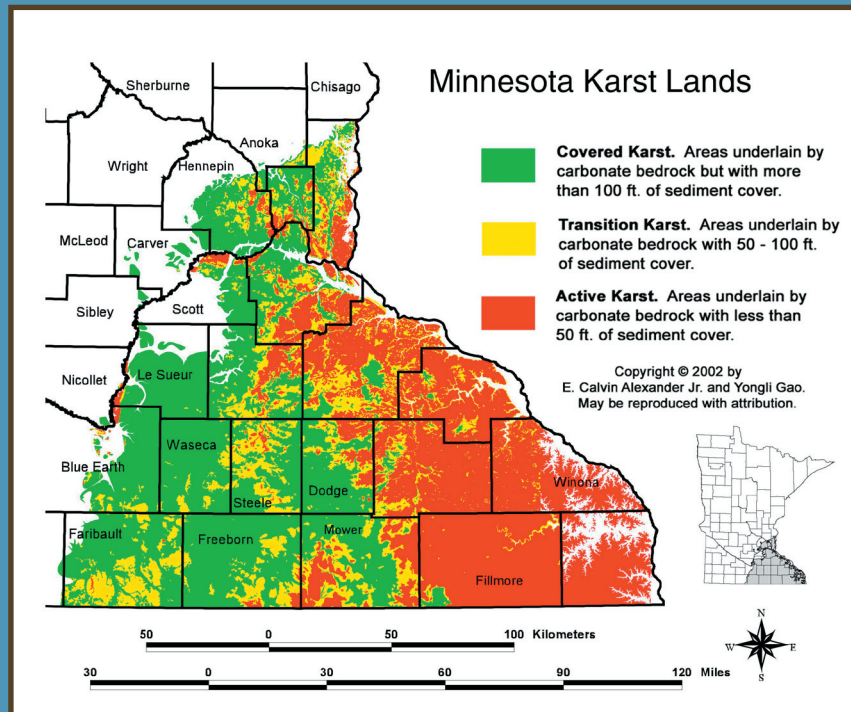 Minnesota Karst Lands
Sherburne
Chisago
Anoka
Wright
Hennepin
McLeod
Carver
Sibley
Scott
Nicollet
Le Sueur
Blue Earth
Waseca
Steele
Dodge
Winona
Faribault
Freeborn
Mower
Fillmore
Covered Karst. Areas underlain by
carbonate bedrock but with more
than 100 ft. of sediment cover.
Transition Karst. Areas underlain by
carbonate bedrock with 50 - 100 ft.
of sediment cover.
Active Karst. Areas underlain by
carbonate bedrock with less than
50 ft. of sediment cover.
Copyright © 2002 by
E. Calvin Alexander Jr. and Yongli Gao.
May be reproduced with attribution.
N
W E
S
50 0 50 100 Kilometers
30 0 30 60 90 120 Miles